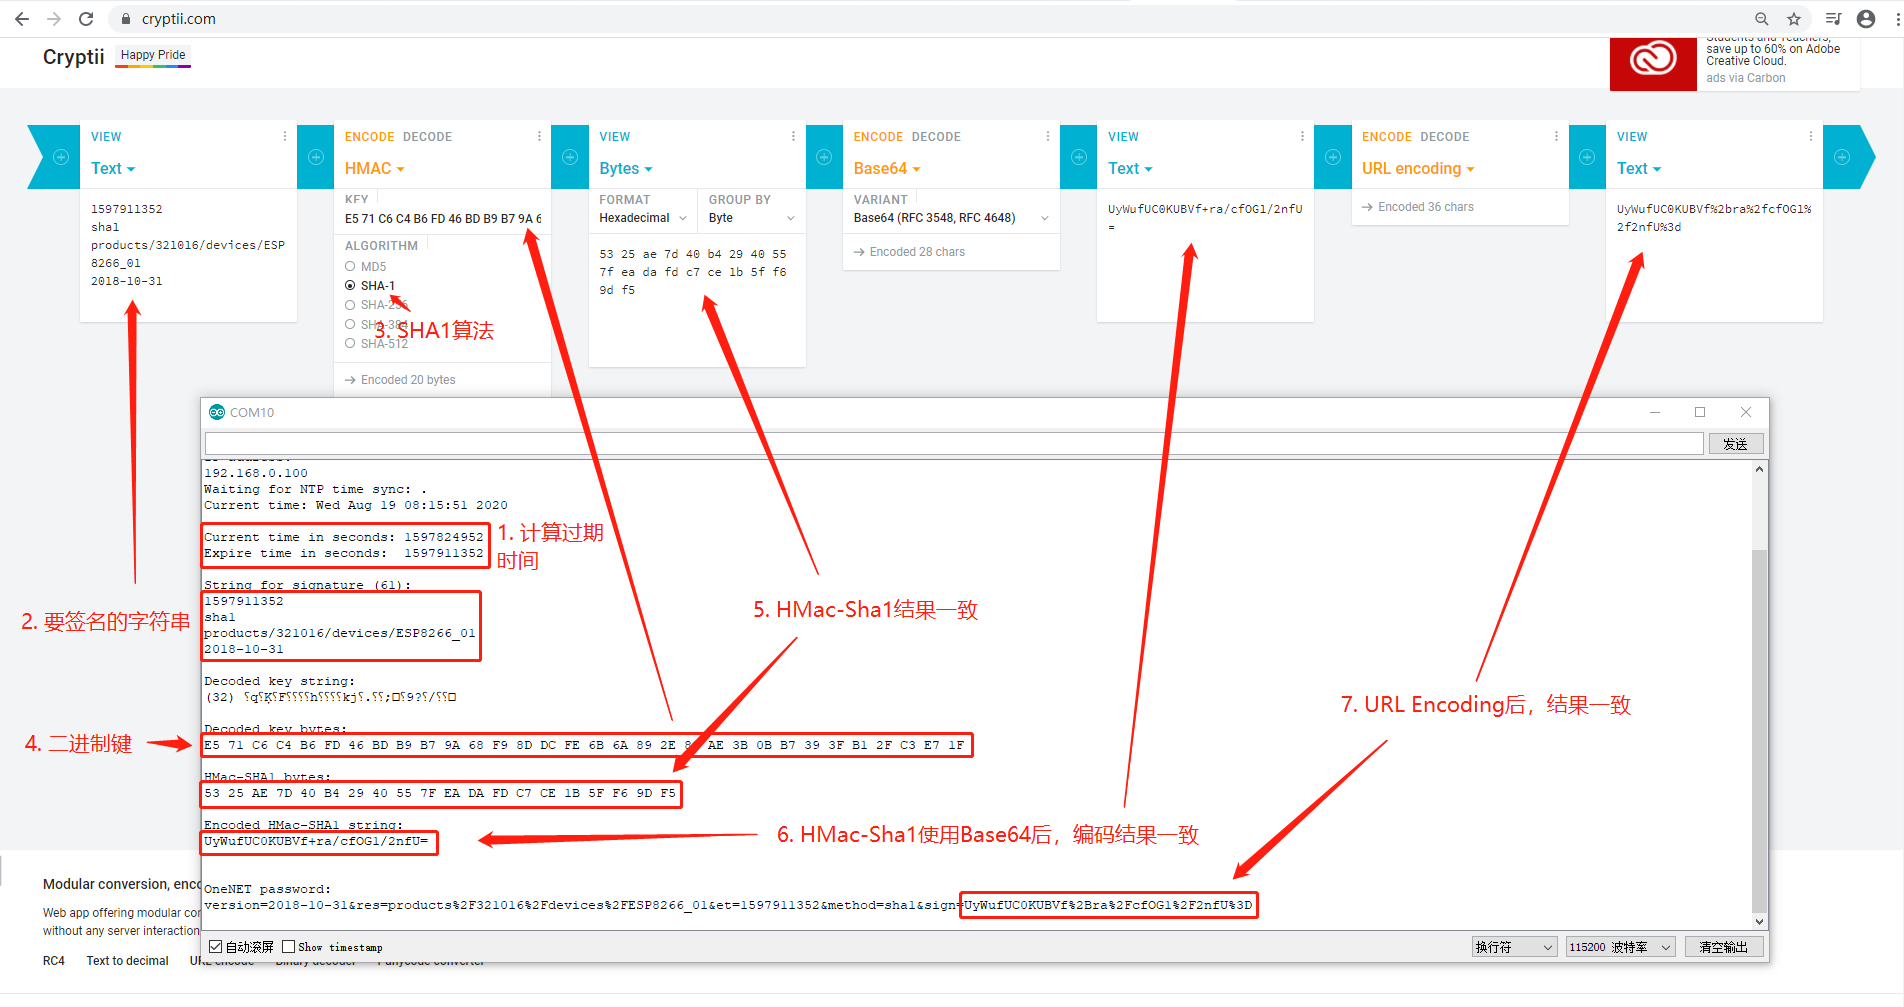 cryptii.com
Cryptii
Happy Pride
Students and Teachers,
save up to 60% on Adobe
Creative Cloud.
ads via Carbon
VIEW
Text
1597911352
sha1
products/321016/devices/ESP
8266_01
2018-10-31
ENCODE DECODE
HMAC
KEY
E5 71 C6 C4 B6 FD 46 BD B9 B7 9A 6
ALGORITHM
MD5
SHA-1
SHA-256
SHA-384
SHA-512
→ Encoded 20 bytes
VIEW
Bytes
FORMAT
Hexadecimal
GROUP BY
Byte
53 25 ae 7d 40 b4 29 40 55
7f ea da fd c7 ce 1b 5f f6
9d f5
ENCODE DECODE
Base64
VARIANT
Base64 (RFC 3548, RFC 4648)
→ Encoded 28 chars
VIEW
Text
UyWufUC0KUBVf+ra/cfOG1/2nfU
=
ENCODE DECODE
URL encoding
→ Encoded 36 chars
VIEW
Text
UyWufUC0KUBVf%2bra%2fcfOG1%
2f2nfU%3d
3. SHA1算法
COM10
发送
192.168.0.100
Waiting for NTP time sync: .
Current time: Wed Aug 19 08:15:51 2020
Current time in seconds: 1597824952
Expire time in seconds:  1597911352
1. 计算过期
时间
String for signature (61):
1597911352
sha1
products/321016/devices/ESP8266_01
2018-10-31
2. 要签名的字符串
5. HMac-Sha1结果一致
Decoded key string:
7. URL Encoding后，结果一致
Decoded key bytes:
E5 71 C6 C4 B6 FD 46 BD B9 B7 9A 68 F9 8D DC FE 6B 6A 89 2E AE 3B 0B B7 39 3F B1 2F C3 E7 1F
4. 二进制键
HMac-SHA1 bytes:
53 25 AE 7D 40 B4 29 40 55 7F EA DA FD C7 CE 1B 5F F6 9D F5
Encoded HMac-SHA1 string:
UyWufUC0KUBVf+ra/cfOG1/2nfU=
6. HMac-Sha1使用Base64后，编码结果一致
OneNET password:
version=2018-10-31&res=products%2F321016%2Fdevices%2FESP8266_01&et=1597911352&method=sha1&sign=UyWufUC0KUBVf%2Bra%2FcfOG1%2F2nfU%3D
自动滚屏
Show timestamp
换行符
115200 波特率
清空输出
Modular conversion, enco
Web app offering modular co
without any server interaction
RC4
Text to decimal
URL encode
Binary decoder
Punycode converter